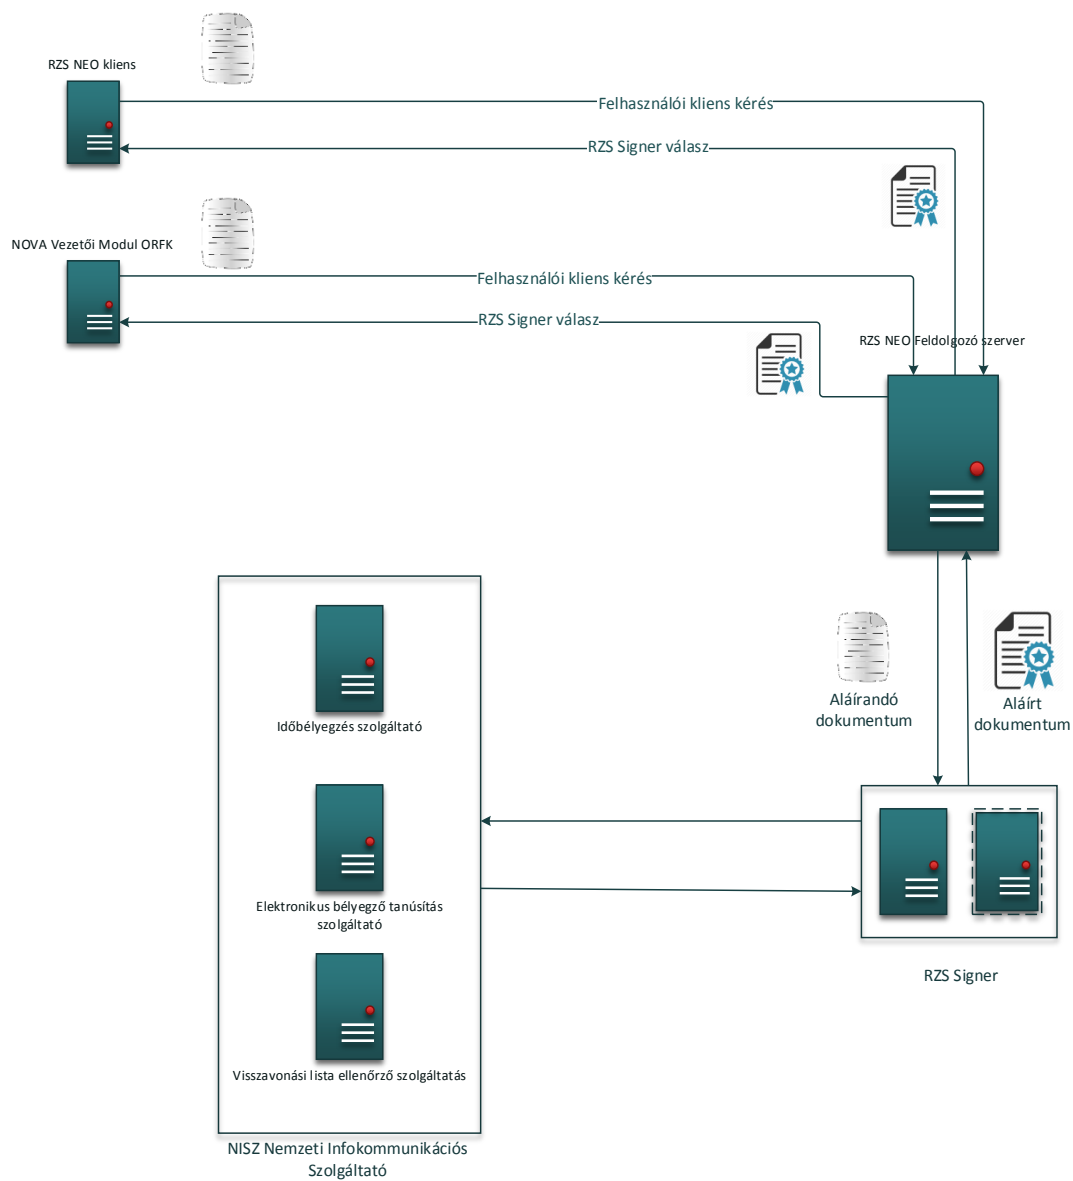 RZS NEO kliens
Felhasználói kliens kérés
RZS Signer válasz
NOVA Vezetői Modul ORFK
Felhasználói kliens kérés
RZS Signer válasz
RZS NEO Feldolgozó szerver
Aláírandó
dokumentum
Aláírt
dokumentum
Időbélyegzés szolgáltató
Elektronikus bélyegző tanúsítás
szolgáltató
RZS Signer
Visszavonási lista ellenőrző szolgáltatás
NISZ Nemzeti Infokommunikációs
Szolgáltató